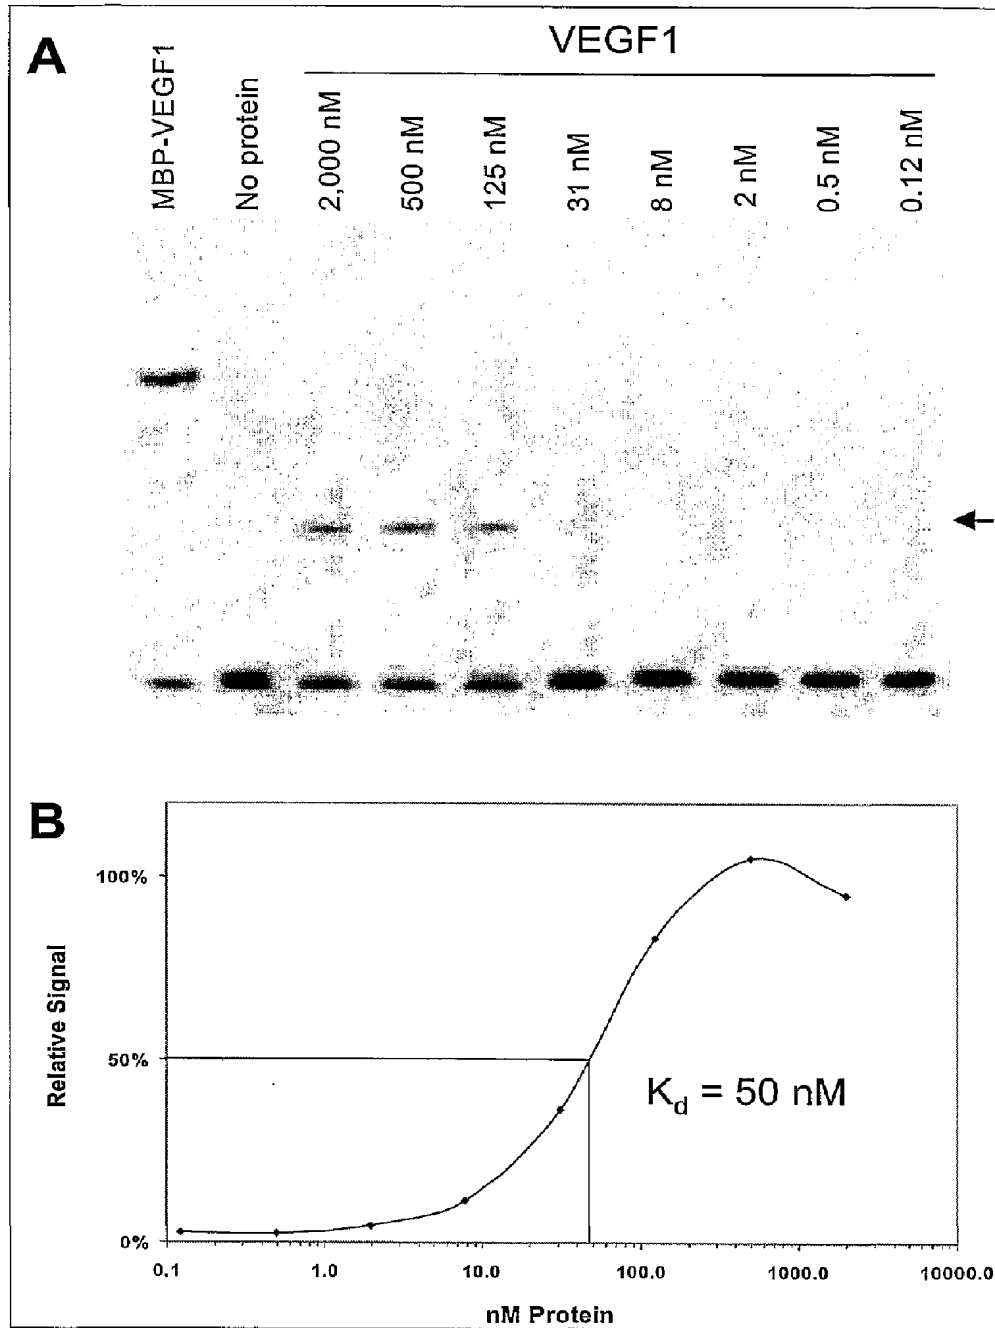 A
VEGF1
MBP-VEGF1
No protein
2,000 nM
500 nM
125 nM
31 nM
8 nM
2 nM
0.5 nM
0.12 nM
B
100%
50%
0%
Relative Signal
K_d = 50 nM
0.1 1.0 10.0 100.0 1000.0 10000.0
nM Protein